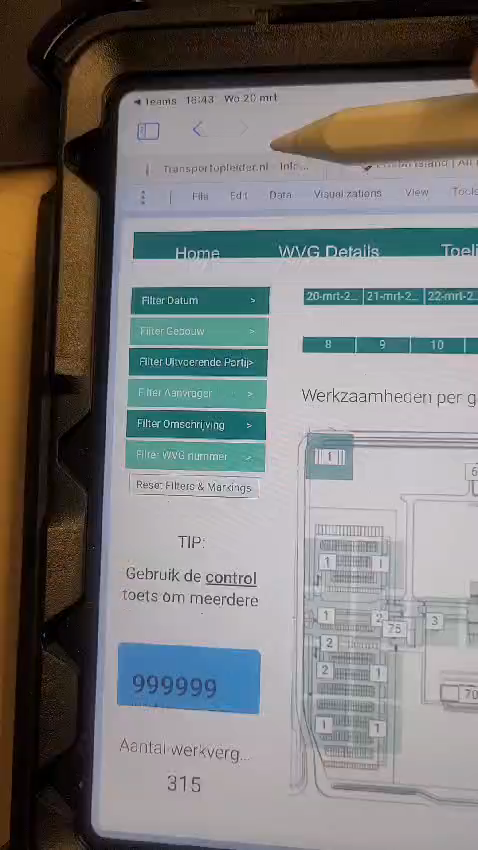 Teams 16:43 Wo 20 mrt
Transportopleider.nl - Info...
Island | All
File Edit Data Visualizations View Tools
Home WVG Details Toeli
Filter Datum >
20-mrt-2... 21-mrt-2... 22-mrt-2...
Filter Gebouw >
Filter Uitvoerende Partij>
8 9 10
Filter Aanvrager >
Werkzaamheden per g
Filter Omschrijving >
Filter WVG nummer >
Reset Filters & Markings
1
6
TIP:
Gebruik de control
toets om meerdere
1 1
1 2 75 3
2
2 1
70
1 1
999999
Aantal werkverg...
315